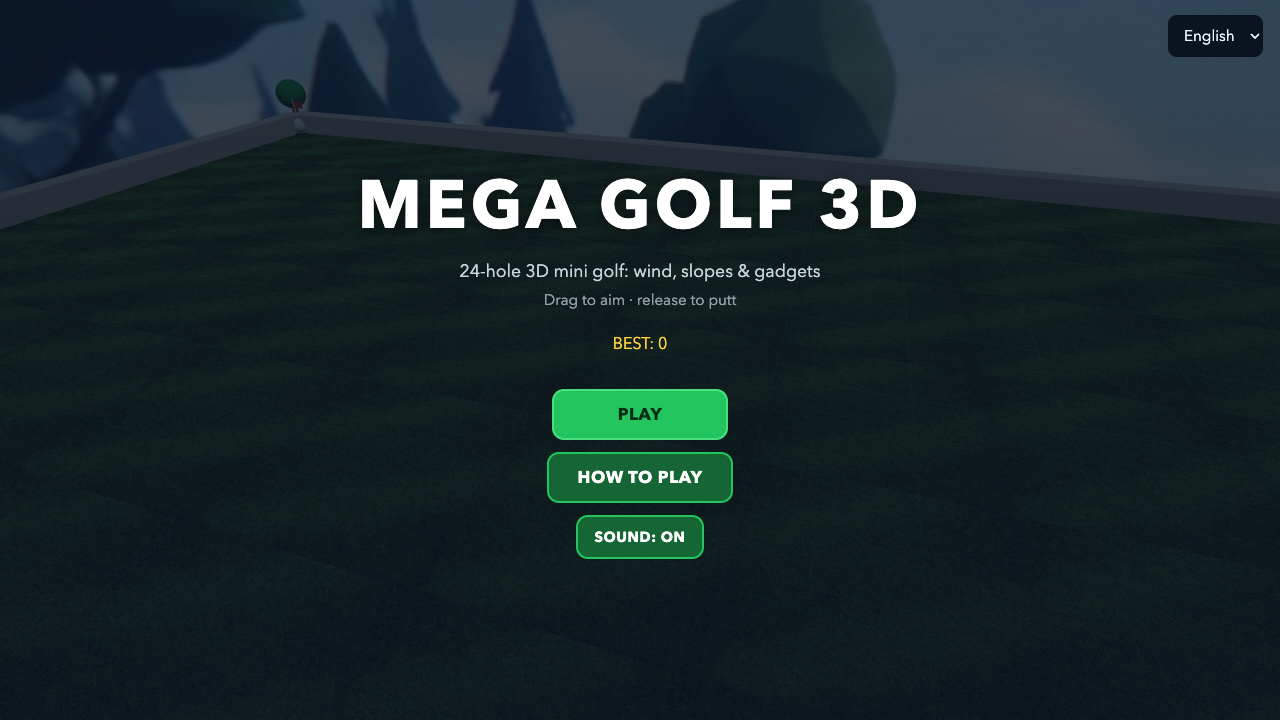 English
MEGA GOLF 3D
24-hole 3D mini golf: wind, slopes & gadgets
Drag to aim · release to putt
BEST: 0
PLAY
HOW TO PLAY
SOUND: ON